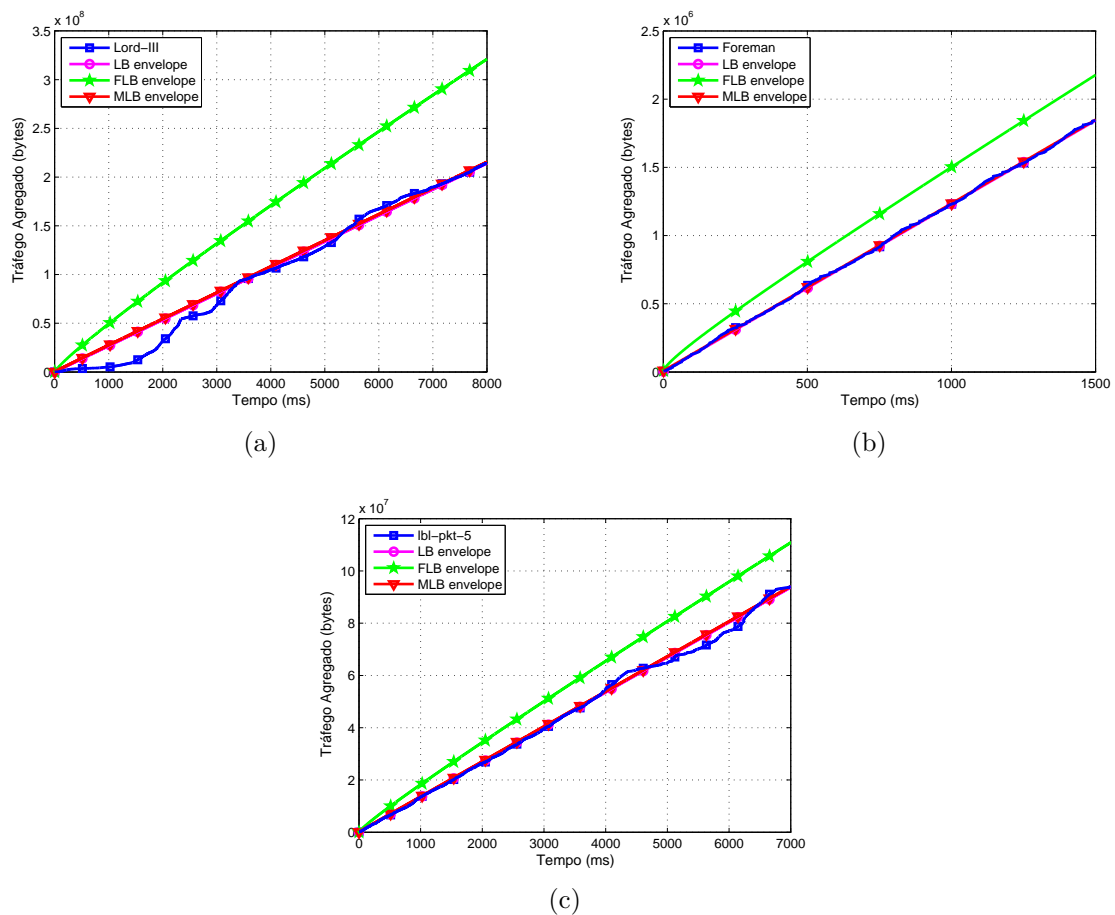 x 10^8
3.5
3
2.5
2
1.5
1
0.5
0
Tráfego Agregado (bytes)
Lord−III
LB envelope
FLB envelope
MLB envelope
0 1000 2000 3000 4000 5000 6000 7000 8000
Tempo (ms)
(a)
x 10^6
2.5
2
1.5
1
0.5
0
Tráfego Agregado (bytes)
Foreman
LB envelope
FLB envelope
MLB envelope
0 500 1000 1500
Tempo (ms)
(b)
x 10^7
12
10
8
6
4
2
0
Tráfego Agregado (bytes)
lbl−pkt−5
LB envelope
FLB envelope
MLB envelope
0 1000 2000 3000 4000 5000 6000 7000
Tempo (ms)
(c)